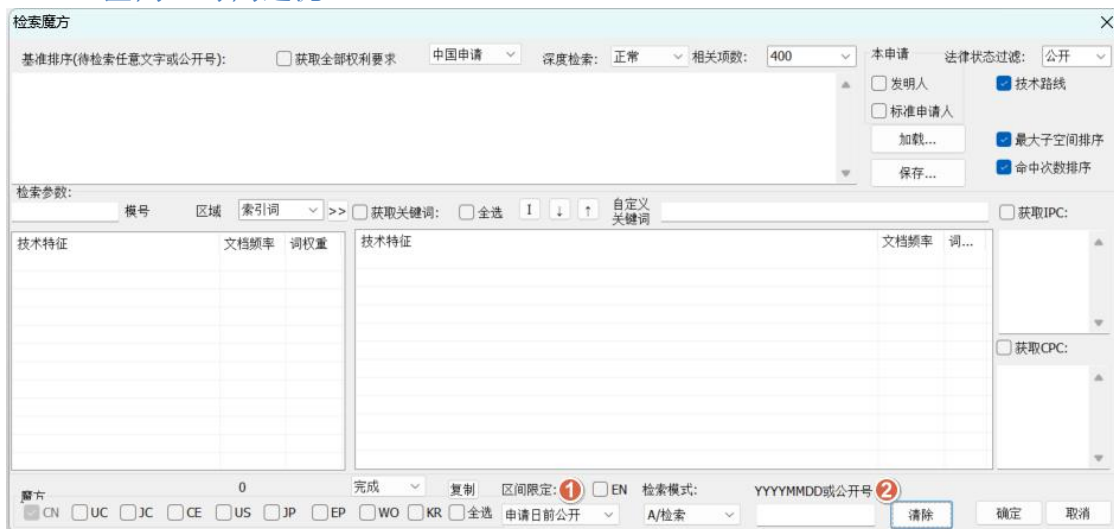 检索魔方
基准排序(待检索任意文字或公开号): 获取全部权利要求 中国申请 深度检索: 正常 相关项数: 400 本申请 法律状态过滤: 公开
发明人 技术路线
标准申请人
加载... 最大子空间排序
保存... 命中次数排序
检索参数:
模号 区域 索引词 >> 获取关键词: 全选 I ↓ ↑ 自定义关键词 获取IPC:
技术特征 文档频率 词权重 技术特征 文档频率 词...
获取CPC:
魔方 0 完成 复制 区间限定: 1 EN 检索模式: YYYYMMDD或公开号 2
CN UC JC CE US JP EP WO KR 全选 申请日前公开 A/检索 清除 确定 取消